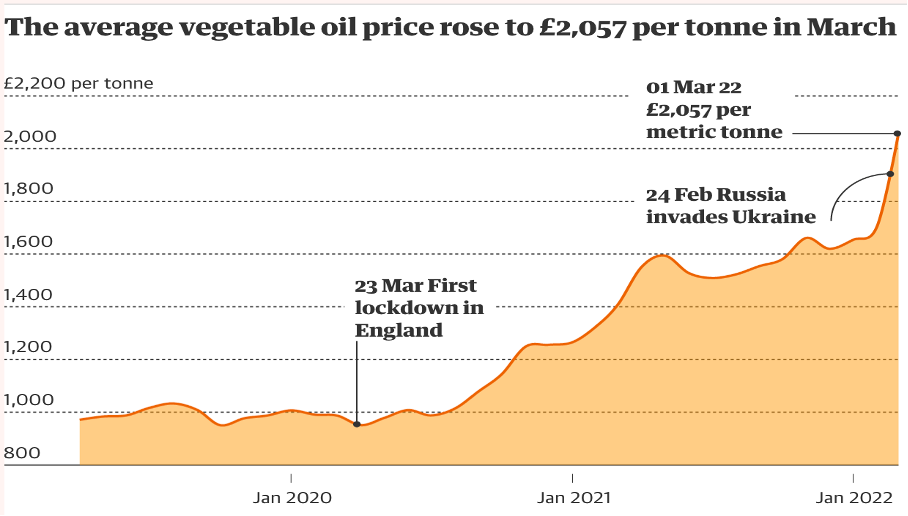 The average vegetable oil price rose to £2,057 per tonne in March
£2,200 per tonne
01 Mar 22
£2,057 per
metric tonne
2,000
1,800
24 Feb Russia
invades Ukraine
1,600
1,400
23 Mar First
lockdown in
England
1,200
1,000
800
Jan 2020
Jan 2021
Jan 2022